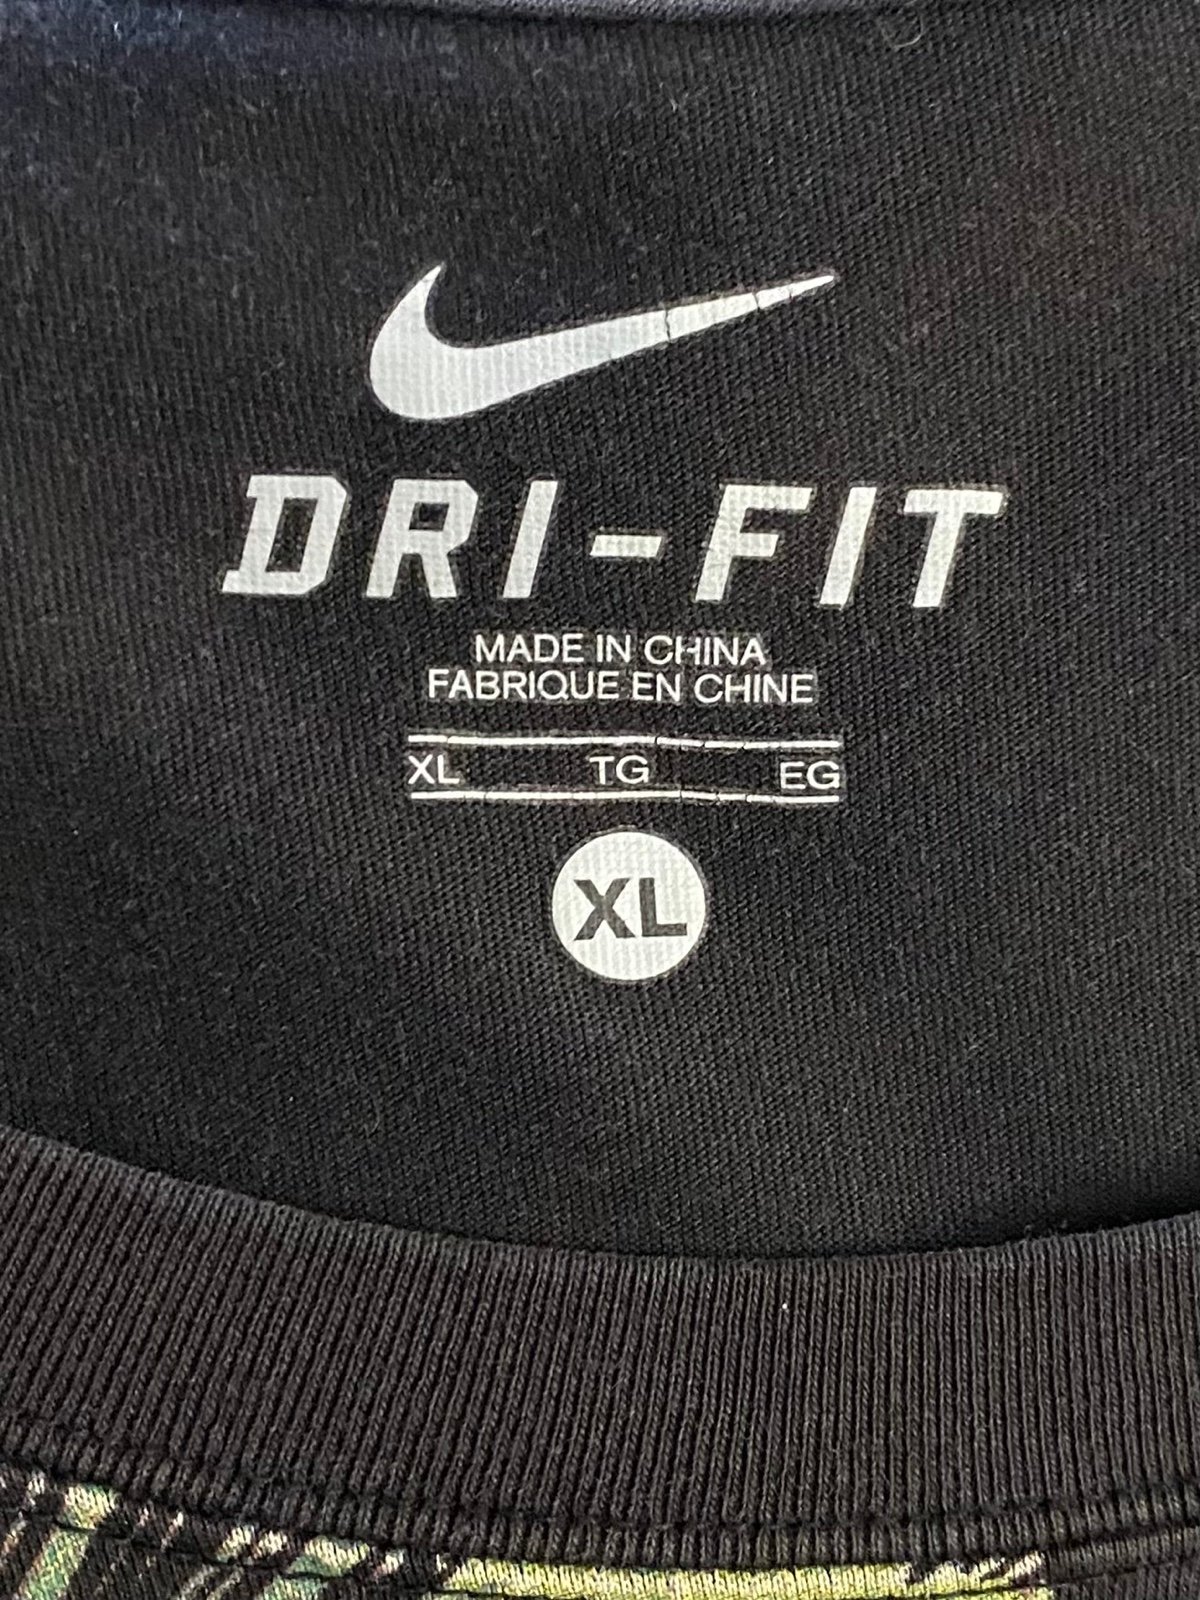 DRI-FIT
MADE IN CHINA
FABRIQUE EN CHINE
XL TG EG
XL